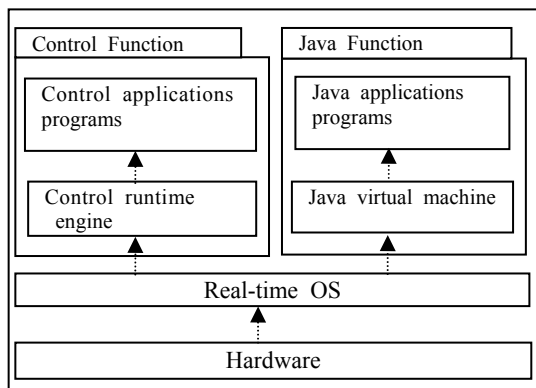 Control Function
Control applications
programs
Control runtime
engine
Java Function
Java applications
programs
Java virtual machine
Real-time OS
Hardware